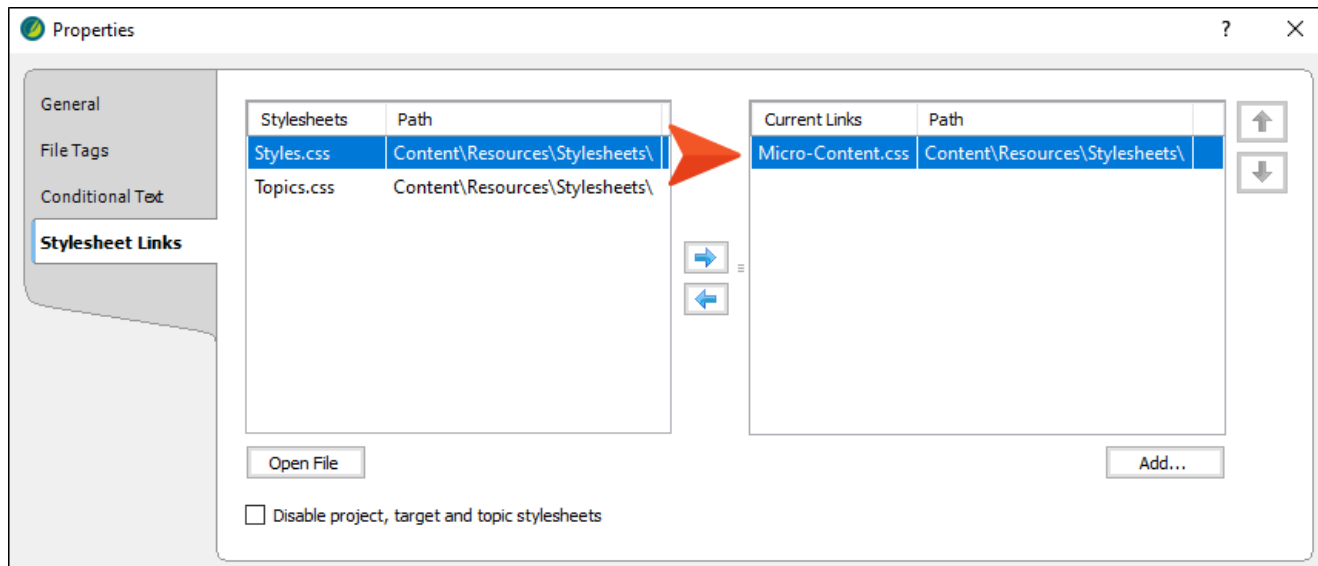 Properties
?
General
File Tags
Conditional Text
Stylesheet Links
Stylesheets Path
Styles.css Content\Resources\Stylesheets\
Topics.css Content\Resources\Stylesheets\
Current Links Path
Micro-Content.css Content\Resources\Stylesheets\
Open File
Add...
Disable project, target and topic stylesheets